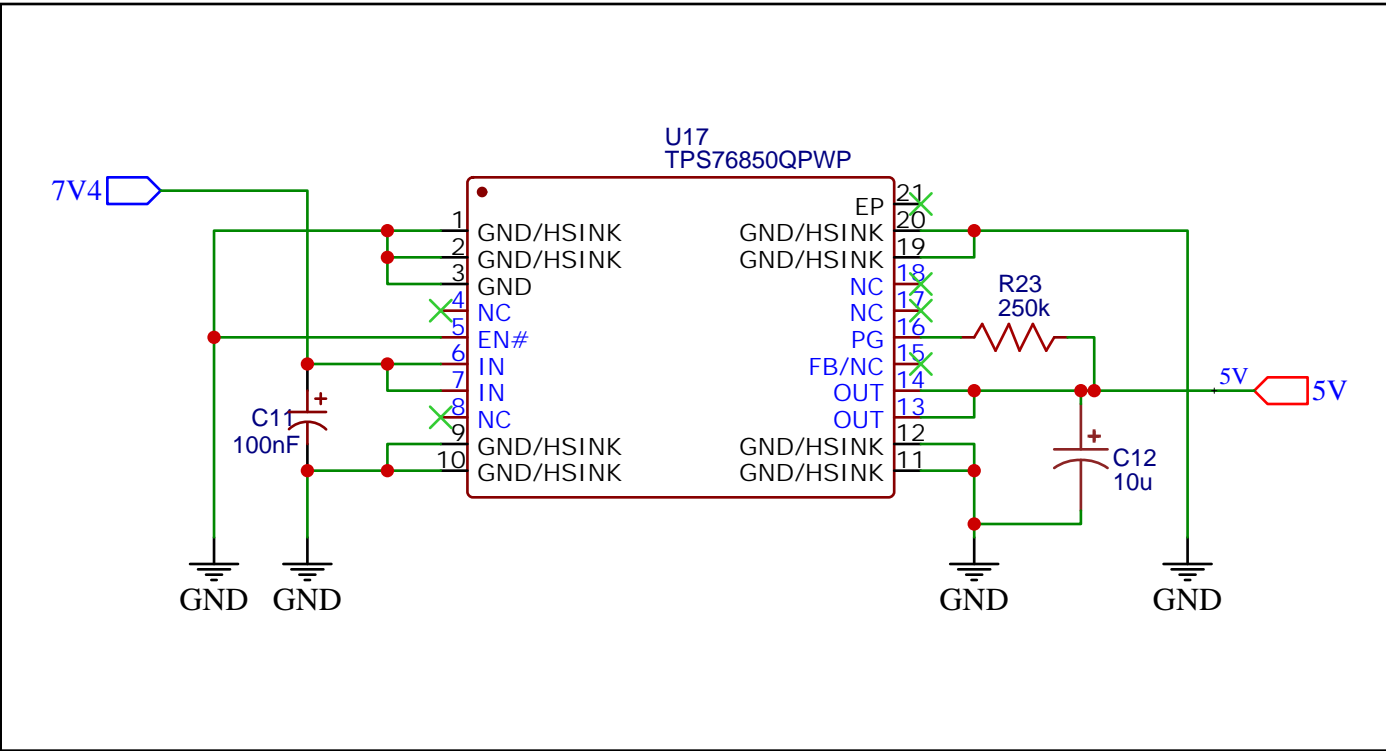 U17
TPS76850QPWP
7V4
1 GND/HSINK
2 GND/HSINK
3 GND
4 NC
5 EN#
6 IN
7 IN
8 NC
9 GND/HSINK
10 GND/HSINK
EP 21
GND/HSINK 20
GND/HSINK 19
NC 18
NC 17
PG 16
FB/NC 15
OUT 14
OUT 13
GND/HSINK 12
GND/HSINK 11
R23
250k
5V
5V
+
C11
100nF
+
C12
10u
GND
GND
GND
GND